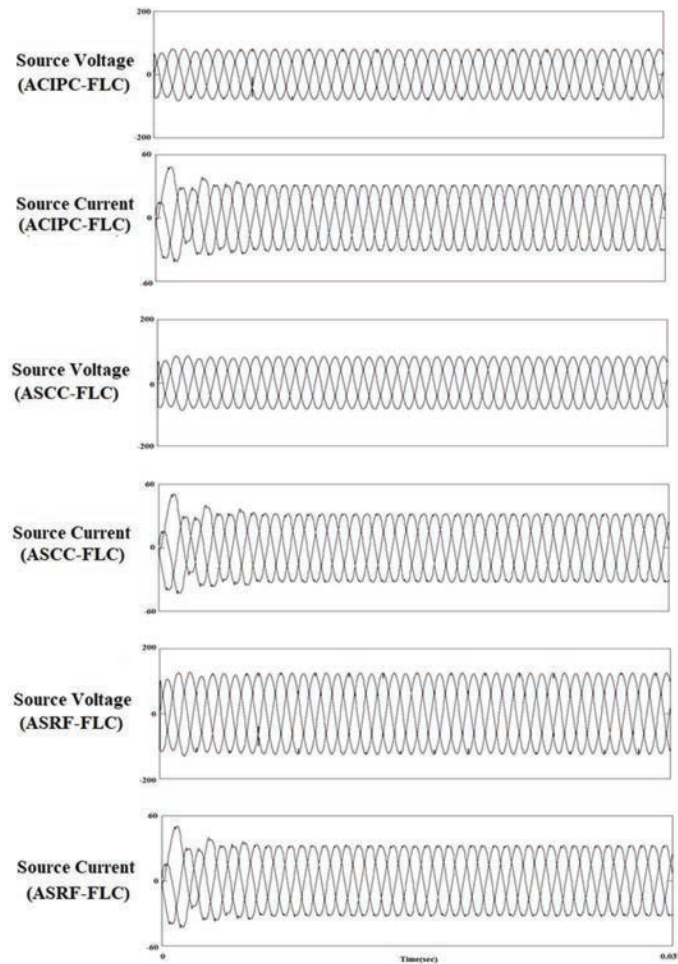 200
Source Voltage
(ACIPC-FLC)
0
-200
60
Source Current
(ACIPC-FLC)
0
-60
200
Source Voltage
(ASCC-FLC)
0
-200
60
Source Current
(ASCC-FLC)
0
-60
200
Source Voltage
(ASRF-FLC)
0
-200
60
Source Current
(ASRF-FLC)
0
-60
0 Time(sec) 0.03